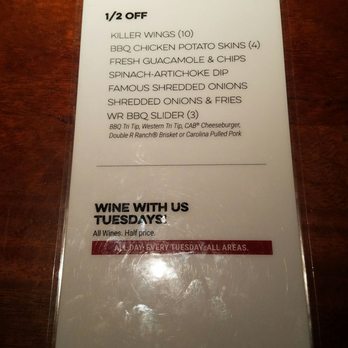 1/2 OFF
KILLER WINGS (10)
BBQ CHICKEN POTATO SKINS (4)
FRESH GUACAMOLE & CHIPS
SPINACH-ARTICHOKE DIP
FAMOUS SHREDDED ONIONS
SHREDDED ONIONS & FRIES
WR BBQ SLIDER (3)
BBQ Tri Tip, Western Tri Tip, CAB® Cheeseburger,
Double R Ranch® Brisket or Carolina Pulled Pork
WINE WITH US
TUESDAYS!
All Wines. Half price.
ALL DAY. EVERY TUESDAY. ALL AREAS.